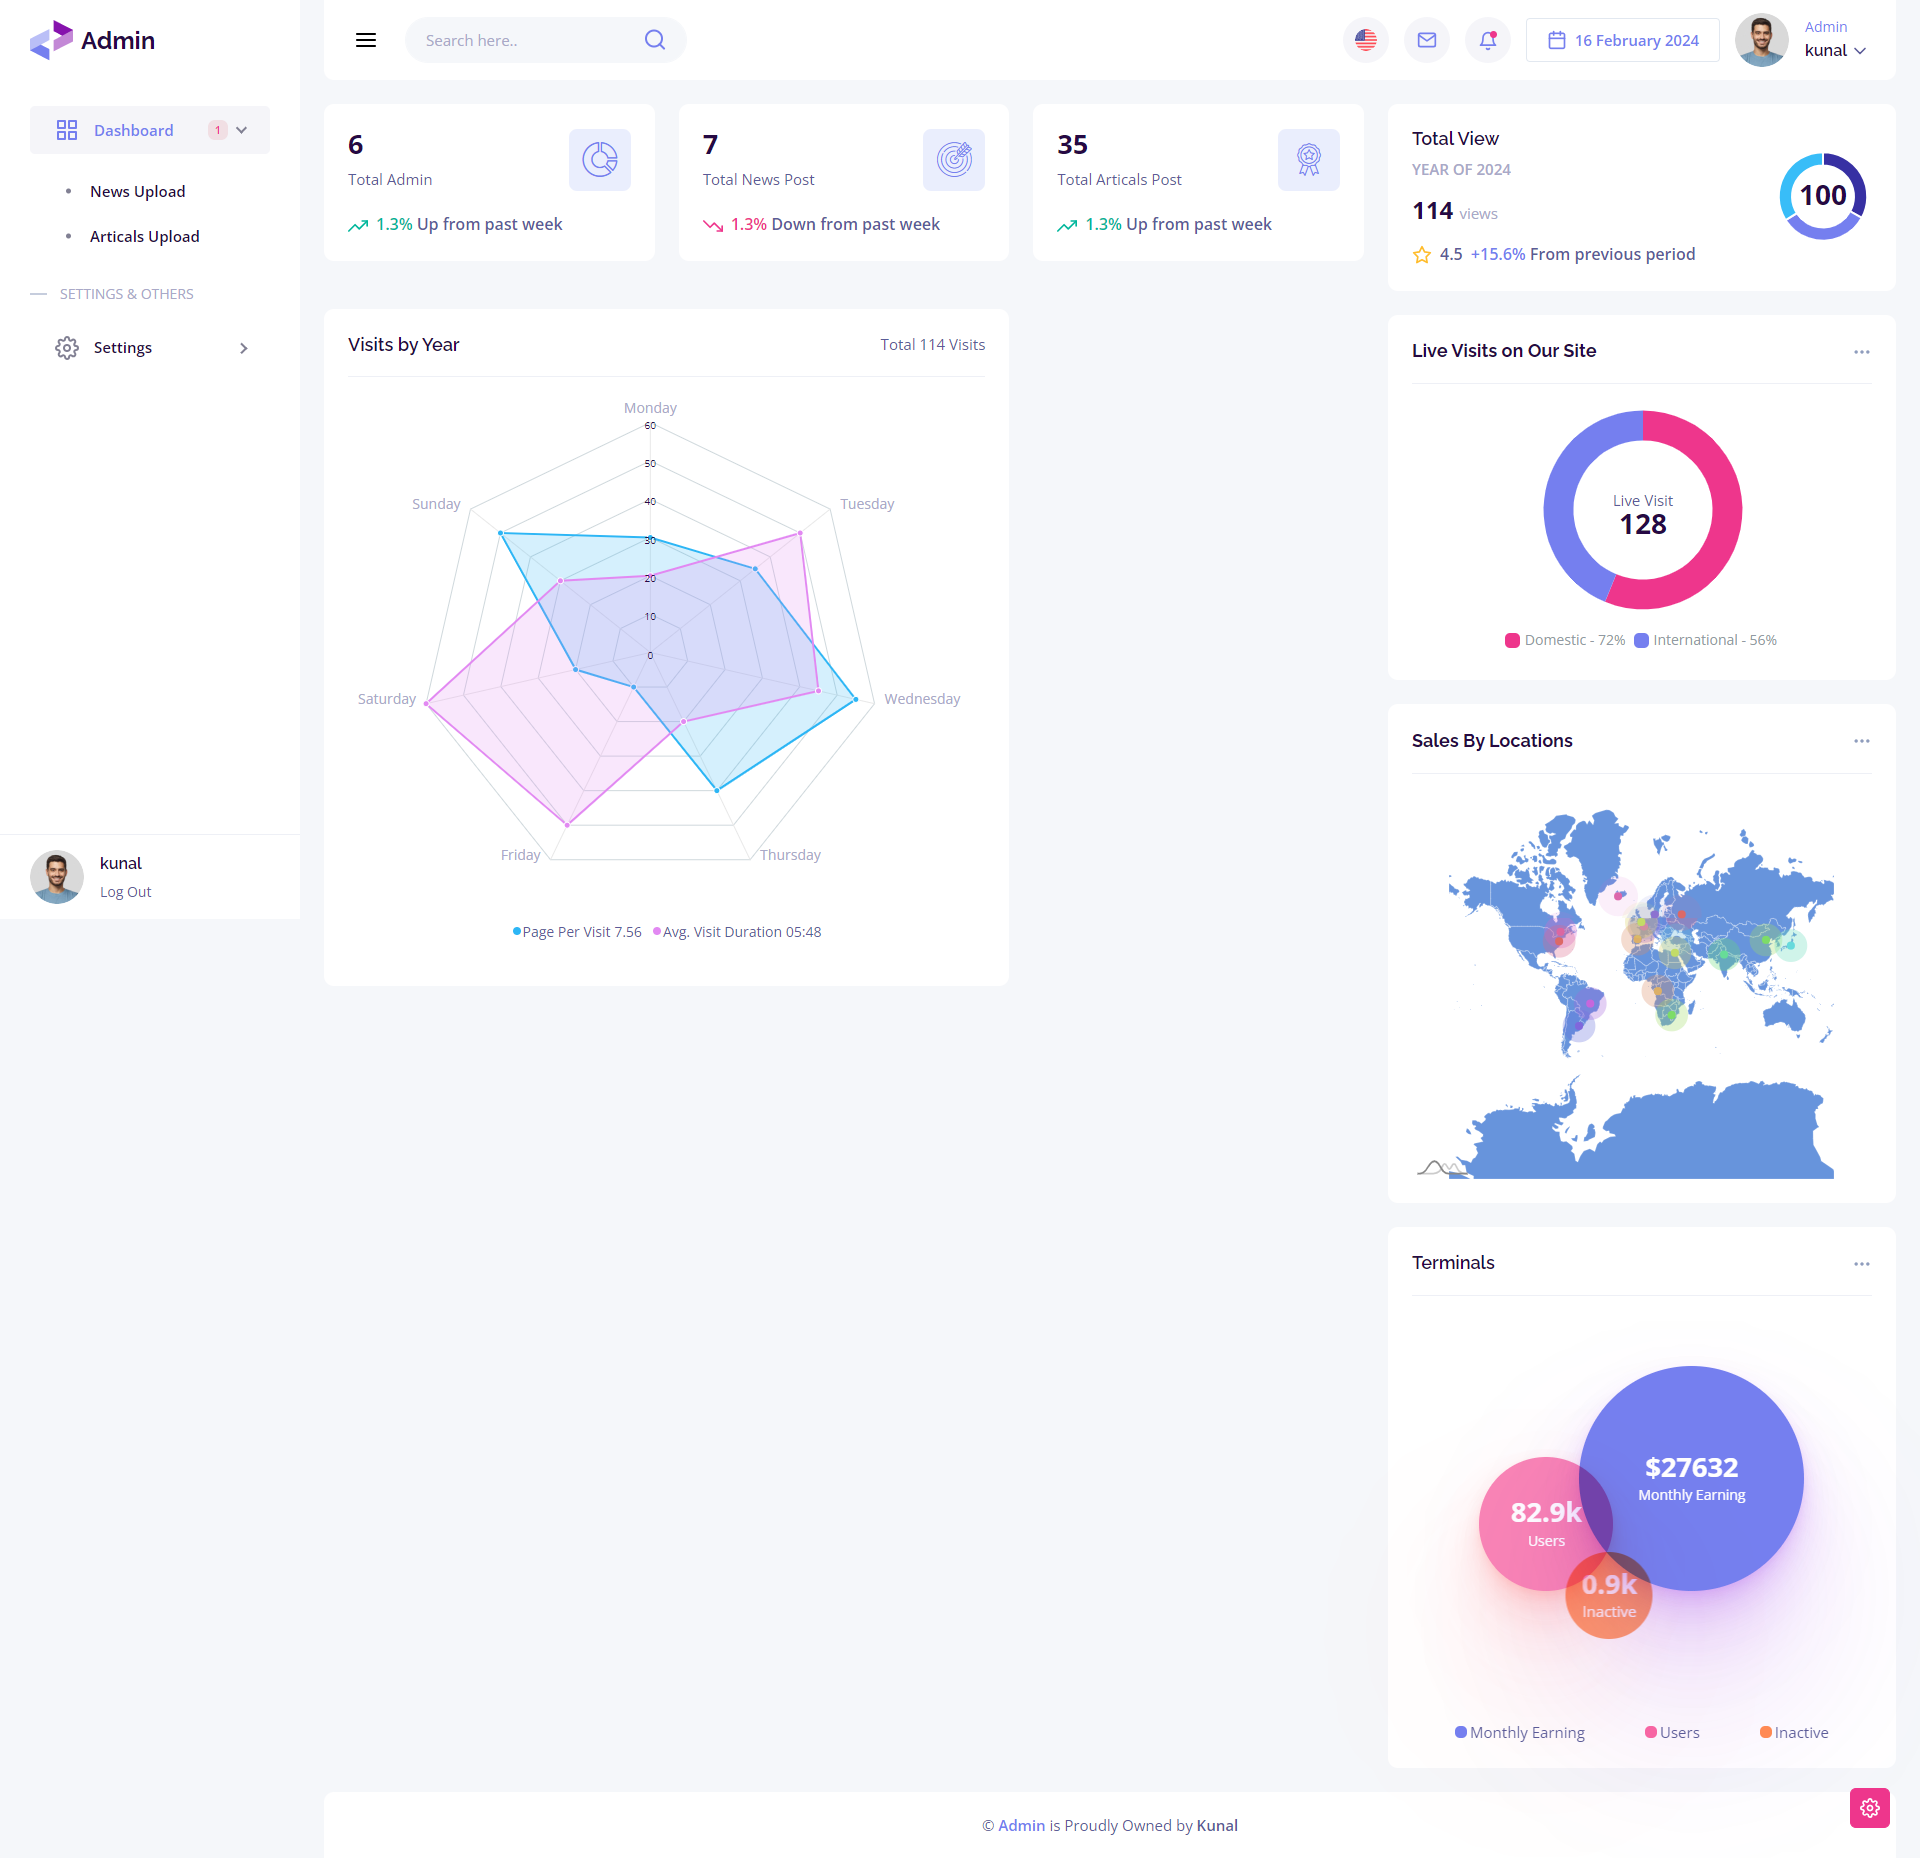 Admin
Dashboard 1
News Upload
Articals Upload
SETTINGS & OTHERS
Settings
kunal
Log Out
Search here..
16 February 2024
Admin
kunal
6
Total Admin
1.3% Up from past week
7
Total News Post
1.3% Down from past week
35
Total Articals Post
1.3% Up from past week
Total View
YEAR OF 2024
114 views
4.5 +15.6% From previous period
100
Visits by Year
Total 114 Visits
Monday
60
50
40
30
20
10
0
Sunday
Tuesday
Saturday
Wednesday
Friday
Thursday
Page Per Visit 7.56
Avg. Visit Duration 05:48
Live Visits on Our Site
Live Visit
128
Domestic - 72%
International - 56%
Sales By Locations
Terminals
$27632
Monthly Earning
82.9k
Users
0.9k
Inactive
Monthly Earning
Users
Inactive
© Admin is Proudly Owned by Kunal